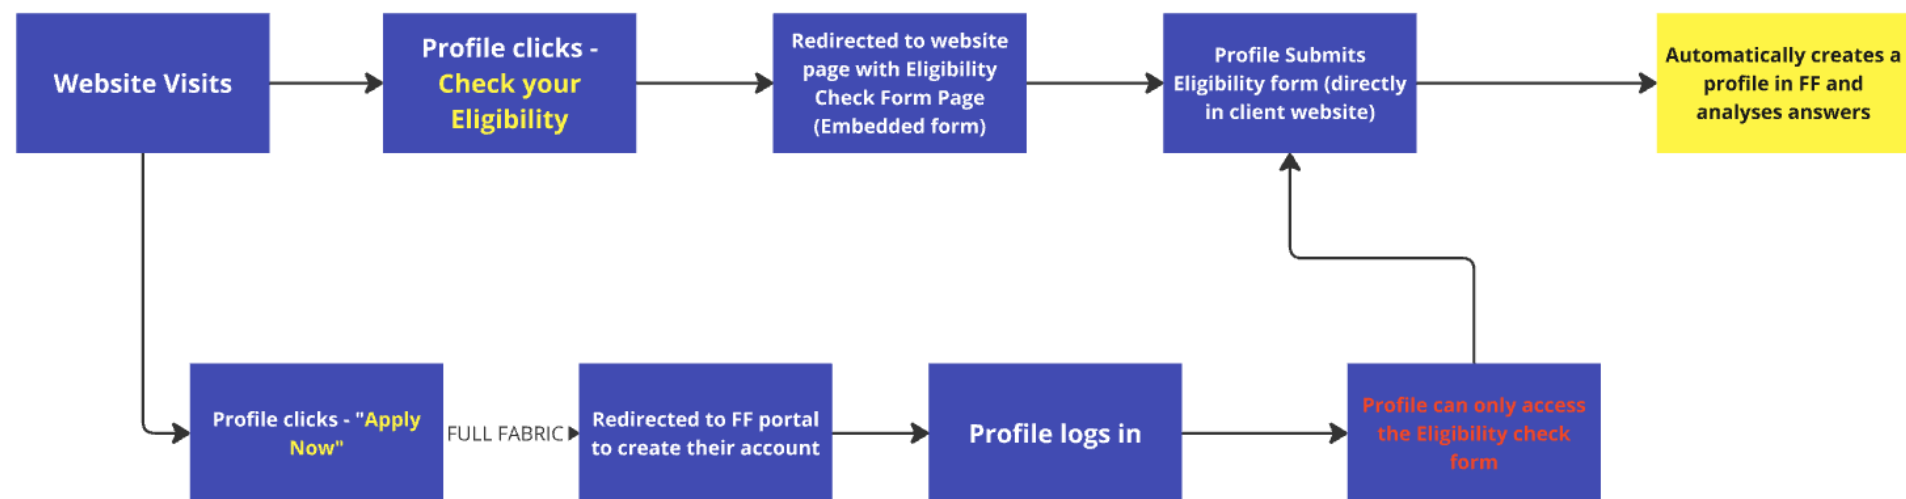 Website Visits
Profile clicks -
Check your
Eligibility
Redirected to website
page with Eligibility
Check Form Page
(Embedded form)
Profile Submits
Eligibility form (directly
in client website)
Automatically creates a
profile in FF and
analyses answers
Profile clicks - "Apply
Now"
FULL FABRIC
Redirected to FF portal
to create their account
Profile logs in
Profile can only access
the Eligibility check
form